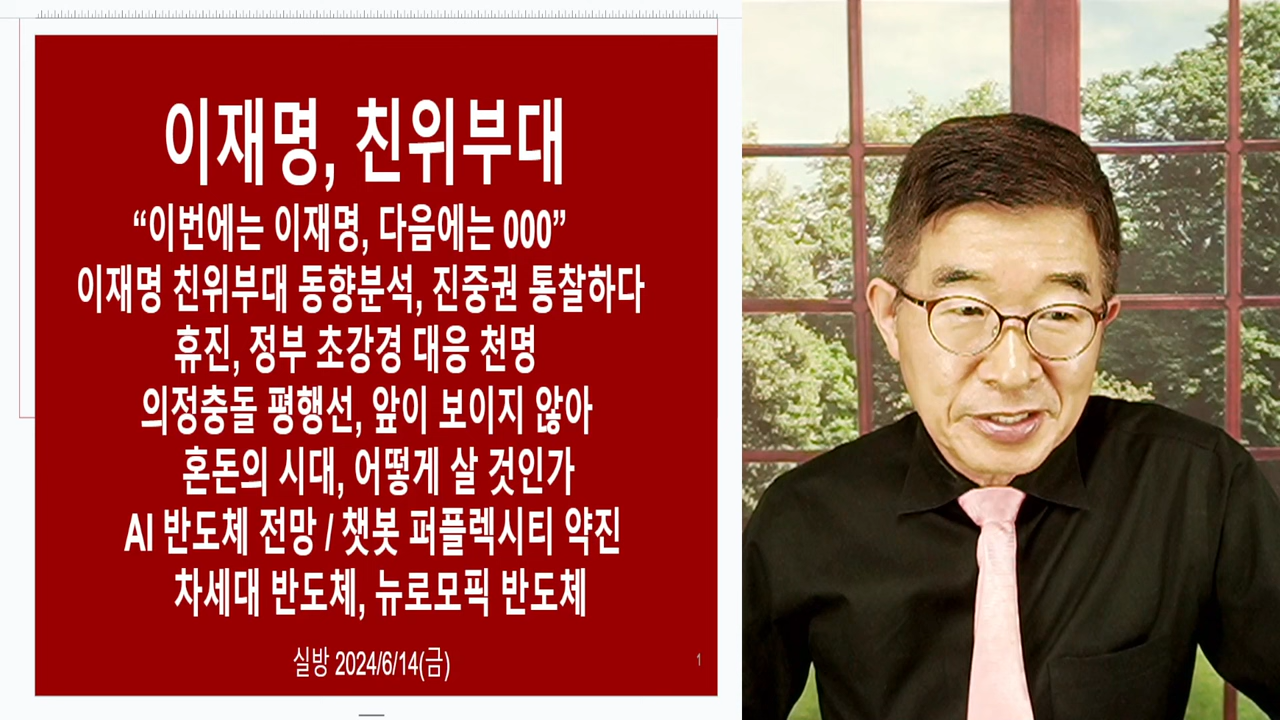 이재명, 친위부대
“이번에는 이재명, 다음에는 000”
이재명 친위부대 동향분석, 진중권 통찰하다
휴진, 정부 초강경 대응 천명
의정충돌 평행선, 앞이 보이지 않아
혼돈의 시대, 어떻게 살 것인가
AI 반도체 전망 / 챗봇 퍼플렉시티 약진
차세대 반도체, 뉴로모픽 반도체
실방 2024/6/14(금)
1